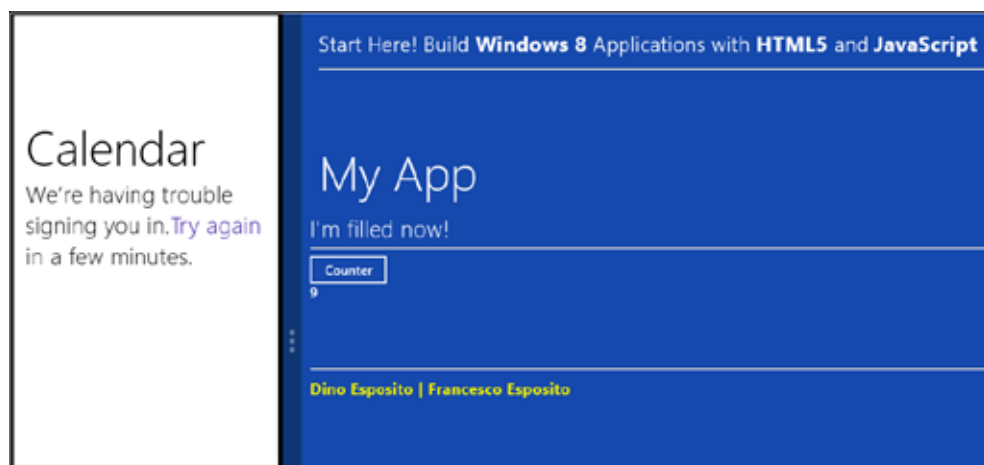 Calendar
We're having trouble
signing you in.Try again
in a few minutes.
Start Here! Build Windows 8 Applications with HTML5 and JavaScript
My App
I'm filled now!
Counter
9
Dino Esposito | Francesco Esposito